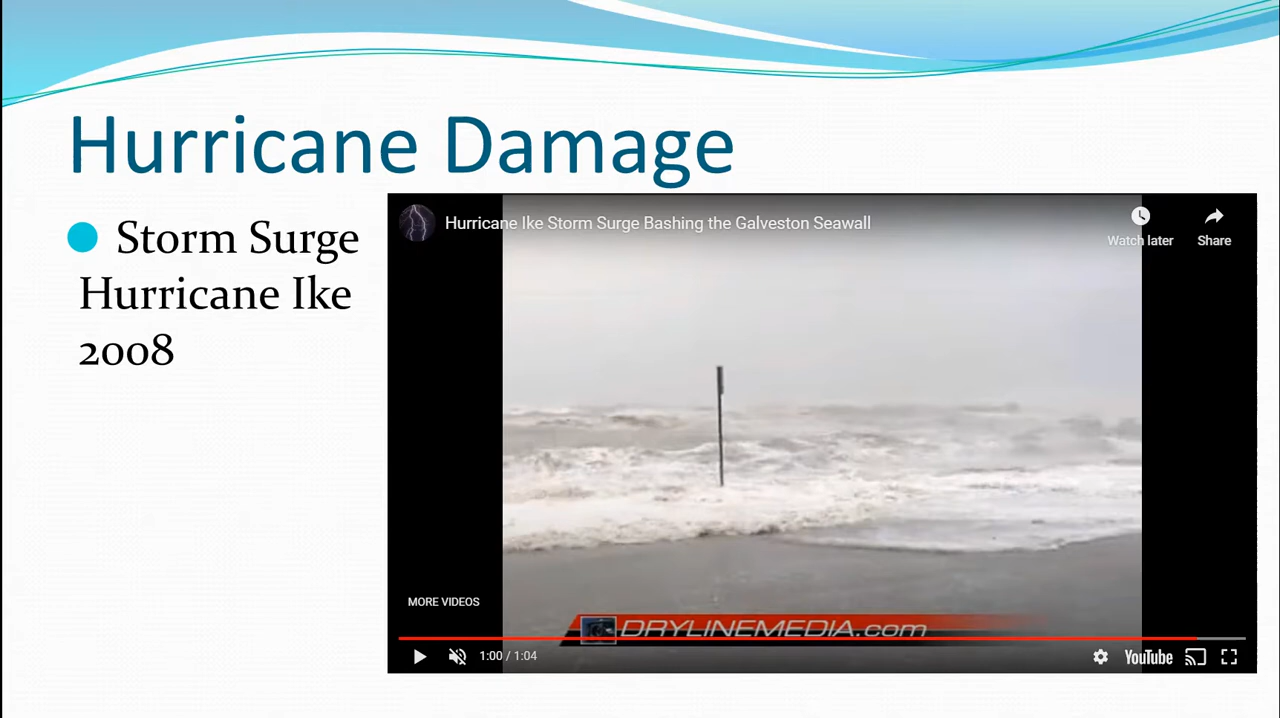 Hurricane Damage
Storm Surge
Hurricane Ike
2008
Hurricane Ike Storm Surge Bashing the Galveston Seawall
Watch later
Share
MORE VIDEOS
DRYLINEMEDIA.com
1:00 / 1:04
YouTube